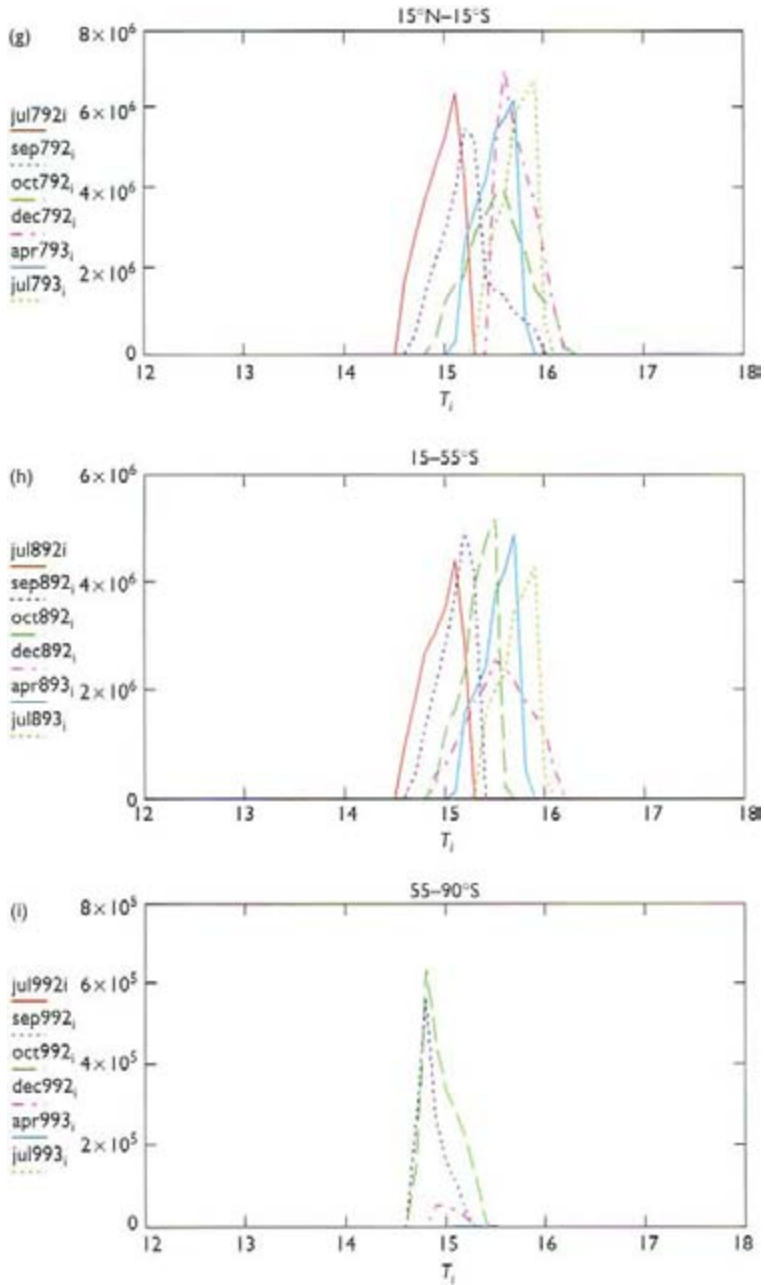 (g)
15°N–15°S
8×10⁶
6×10⁶
4×10⁶
2×10⁶
0
jul792i
sep792ᵢ
oct792ᵢ
dec792ᵢ
apr793ᵢ
jul793ᵢ
12 13 14 15 16 17 18
Tᵢ
(h)
15–55°S
6×10⁶
4×10⁶
2×10⁶
0
jul892i
sep892ᵢ
oct892ᵢ
dec892ᵢ
apr893ᵢ
jul893ᵢ
12 13 14 15 16 17 18
Tᵢ
(i)
55–90°S
8×10⁵
6×10⁵
4×10⁵
2×10⁵
0
jul992i
sep992ᵢ
oct992ᵢ
dec992ᵢ
apr993ᵢ
jul993ᵢ
12 13 14 15 16 17 18
Tᵢ